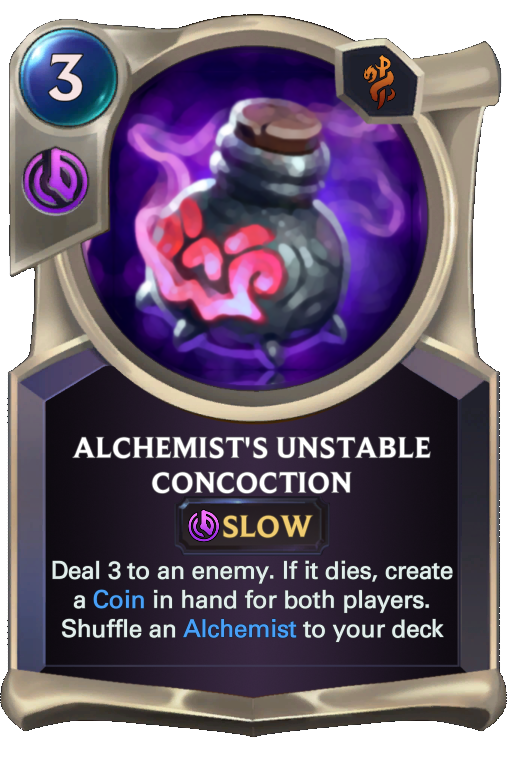 3
ALCHEMIST'S UNSTABLE
CONCOCTION
SLOW
Deal 3 to an enemy. If it dies, create
a Coin in hand for both players.
Shuffle an Alchemist to your deck